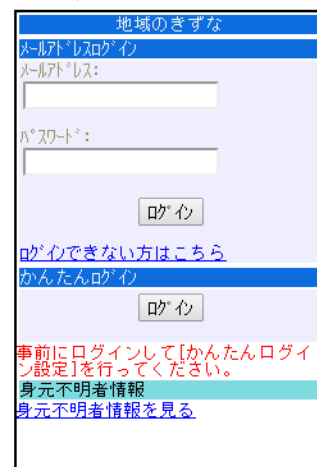 地域のきずな
ﾒｰﾙｱﾄﾞﾚｽﾛｸﾞｲﾝ
ﾒｰﾙｱﾄﾞﾚｽ:
ﾊﾟｽﾜｰﾄﾞ:
ﾛｸﾞｲﾝ
ﾛｸﾞｲﾝできない方はこちら
かんたんﾛｸﾞｲﾝ
ﾛｸﾞｲﾝ
事前にログインして[かんたんログイ
ン設定]を行ってください。
身元不明者情報
身元不明者情報を見る